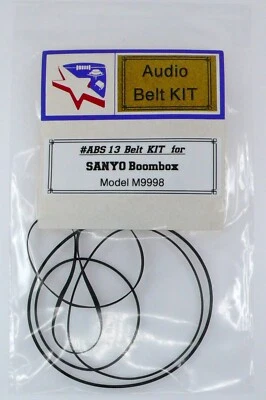 Audio
Belt KIT
#ABS 13 Belt KIT for
SANYO Boombox
Model M9998